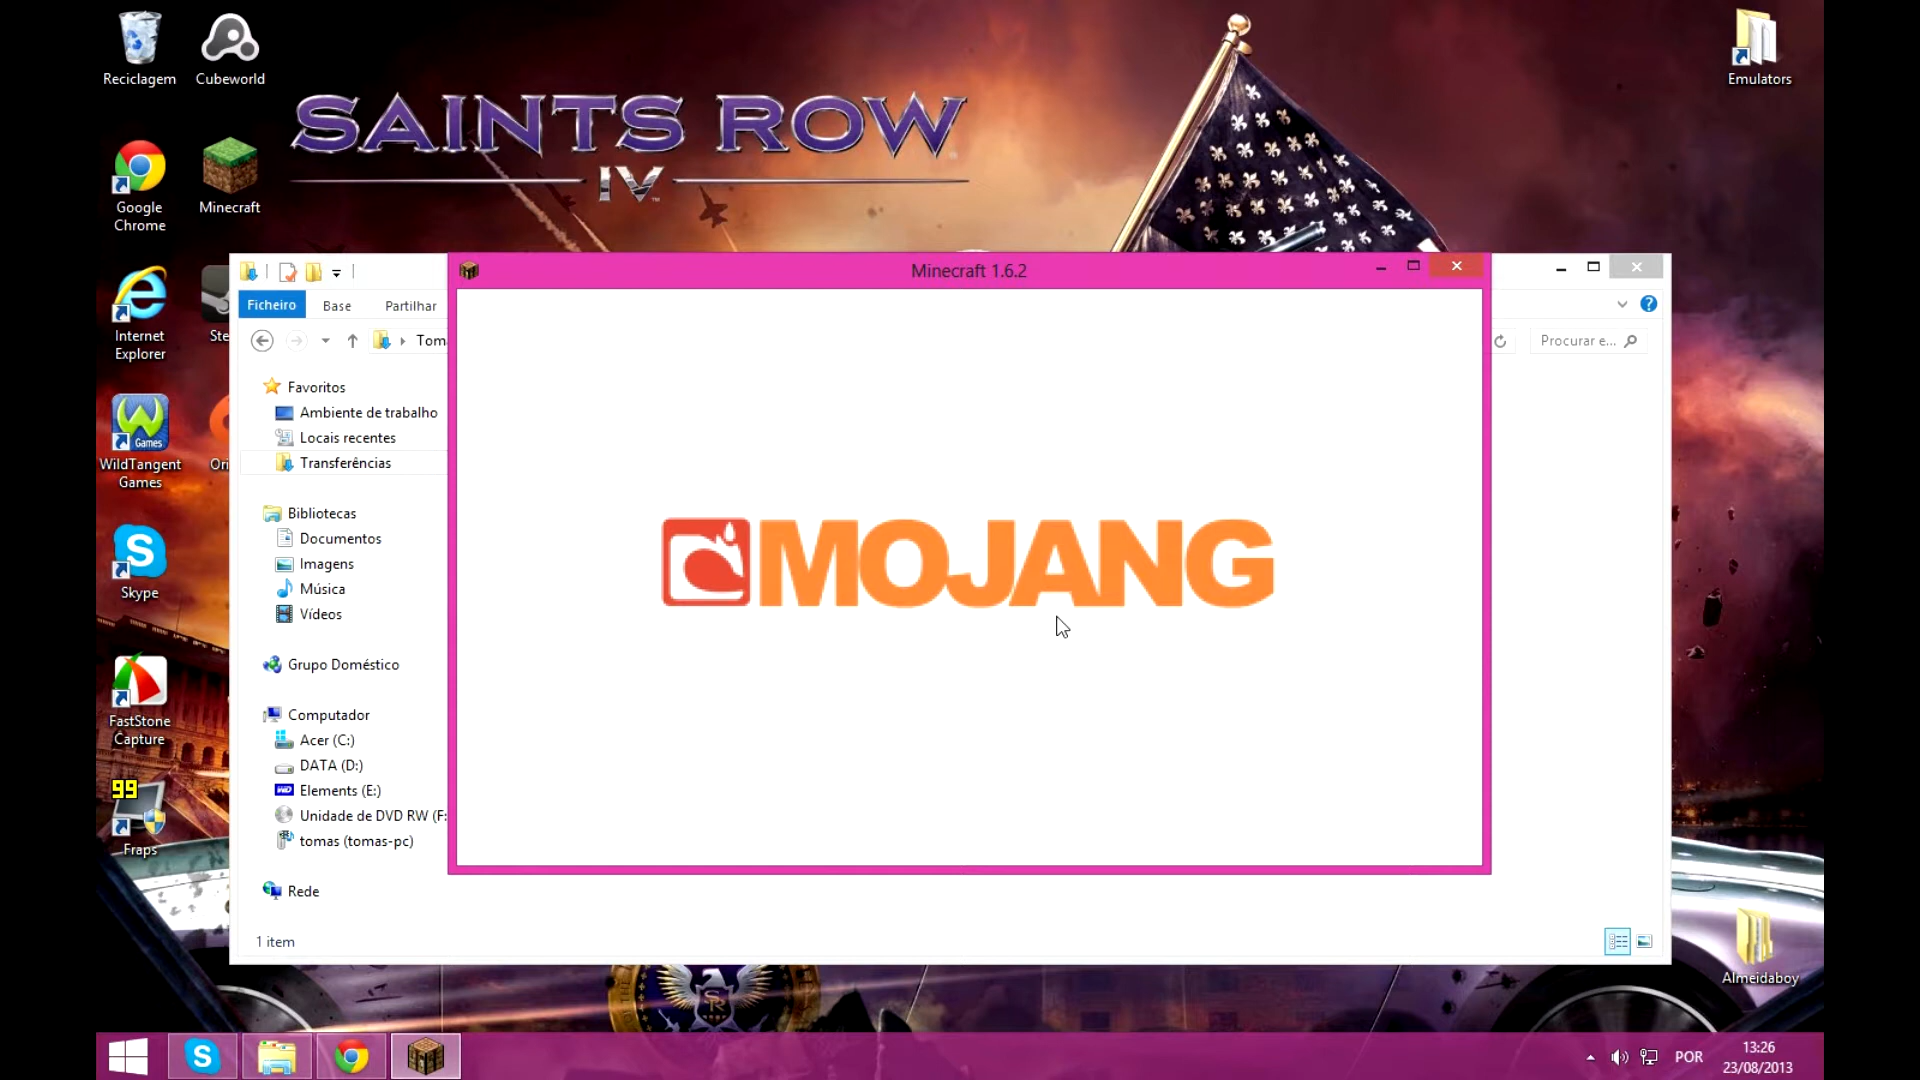 Reciclagem
Cubeworld
Emulators
SAINTS ROW
IV
Google
Chrome
Minecraft
Minecraft 1.6.2
Ficheiro
Base
Partilhar
Internet
Explorer
Ste
Tom
Procurar e...
Favoritos
Ambiente de trabalho
Locais recentes
Transferências
Games
WildTangent
Games
Ori
Bibliotecas
Documentos
Imagens
Música
Vídeos
MOJANG
Skype
Grupo Doméstico
Computador
Acer (C:)
DATA (D:)
Elements (E:)
Unidade de DVD RW (F:
tomas (tomas-pc)
FastStone
Capture
99
Fraps
Rede
1 item
Almeidaboy
POR
13:26
23/08/2013